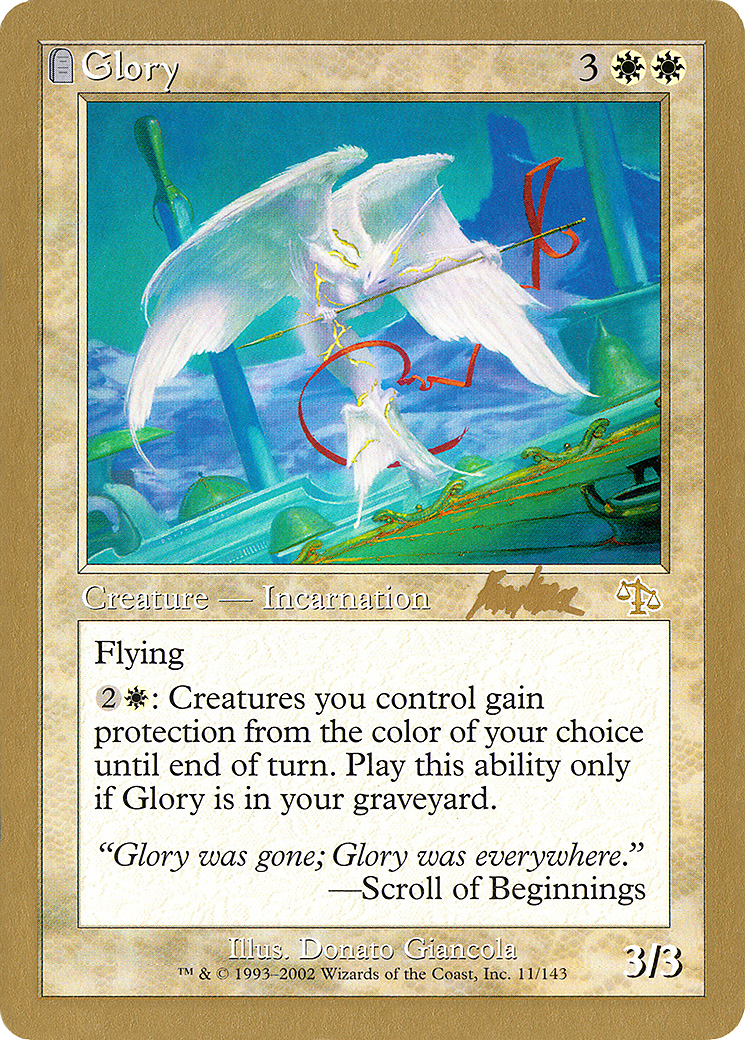 Glory 3
Creature — Incarnation
Flying
2: Creatures you control gain
protection from the color of your choice
until end of turn. Play this ability only
if Glory is in your graveyard.
“Glory was gone; Glory was everywhere.”
—Scroll of Beginnings
Illus. Donato Giancola
™ & © 1993–2002 Wizards of the Coast, Inc. 11/143
3/3